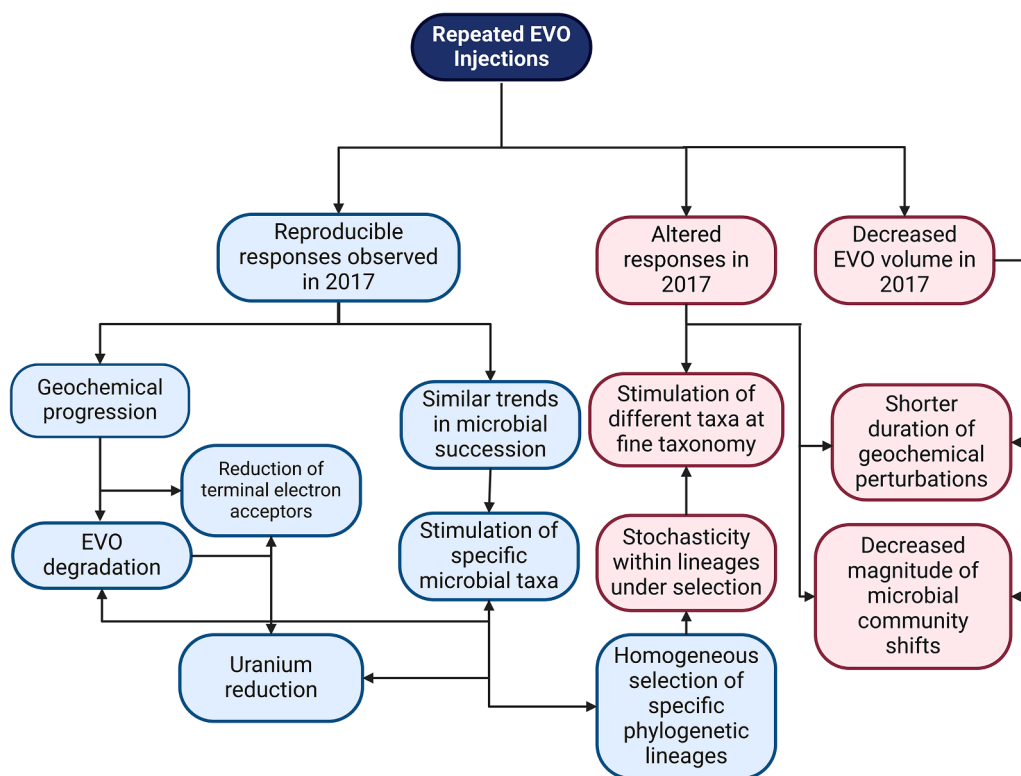 Repeated EVO
Injections
Reproducible
responses observed
in 2017
Altered
responses in
2017
Decreased
EVO volume in
2017
Geochemical
progression
Similar trends
in microbial
succession
Stimulation of
different taxa at
fine taxonomy
Shorter
duration of
geochemical
perturbations
Reduction of
terminal electron
acceptors
EVO
degradation
Stimulation of
specific
microbial taxa
Stochasticity
within lineages
under selection
Decreased
magnitude of
microbial
community
shifts
Uranium
reduction
Homogeneous
selection of
specific
phylogenetic
lineages